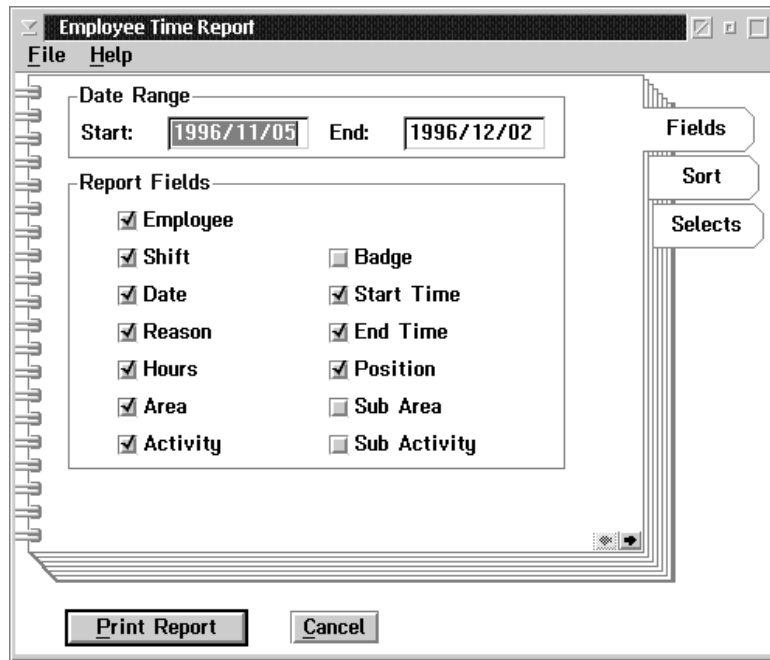 Employee Time Report
File Help
Date Range
Start: 1996/11/05 End: 1996/12/02
Fields
Sort
Selects
Report Fields
Employee
Shift Badge
Date Start Time
Reason End Time
Hours Position
Area Sub Area
Activity Sub Activity
Print Report Cancel